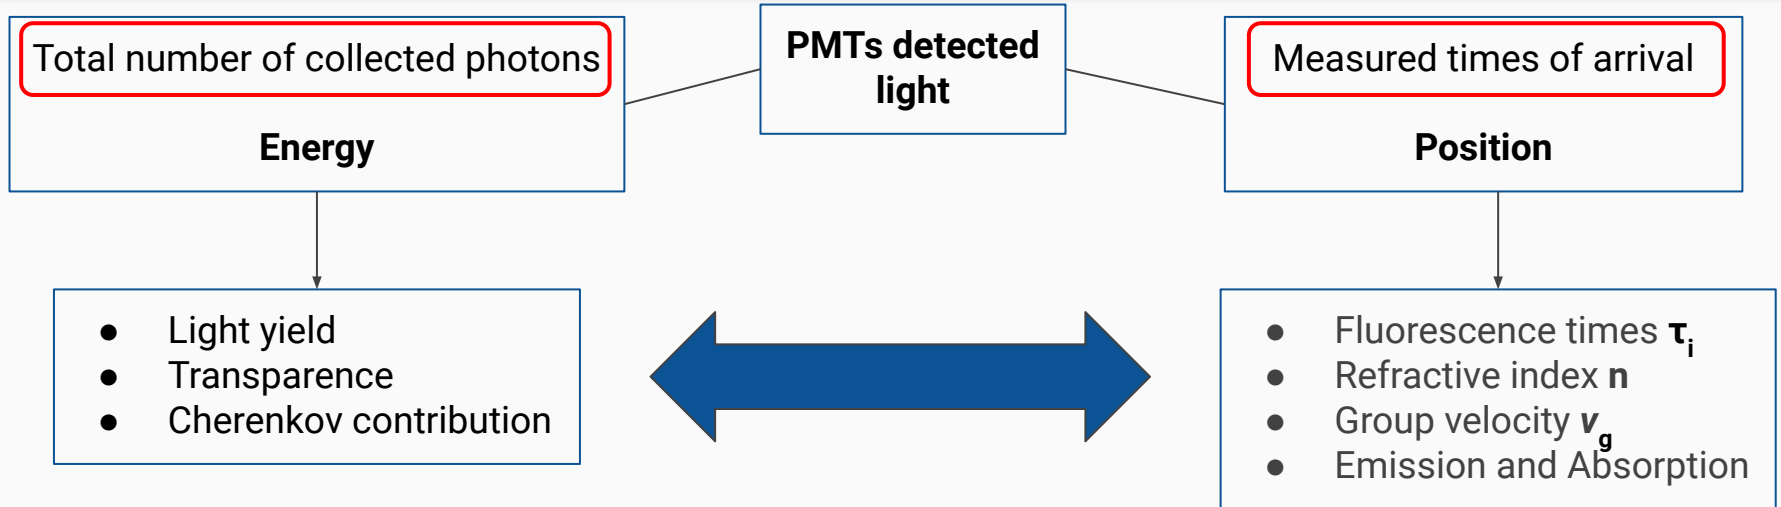 Total number of collected photons
Energy
PMTs detected
light
Measured times of arrival
Position
● Light yield
● Transparence
● Cherenkov contribution
● Fluorescence times τi
● Refractive index n
● Group velocity vg
● Emission and Absorption